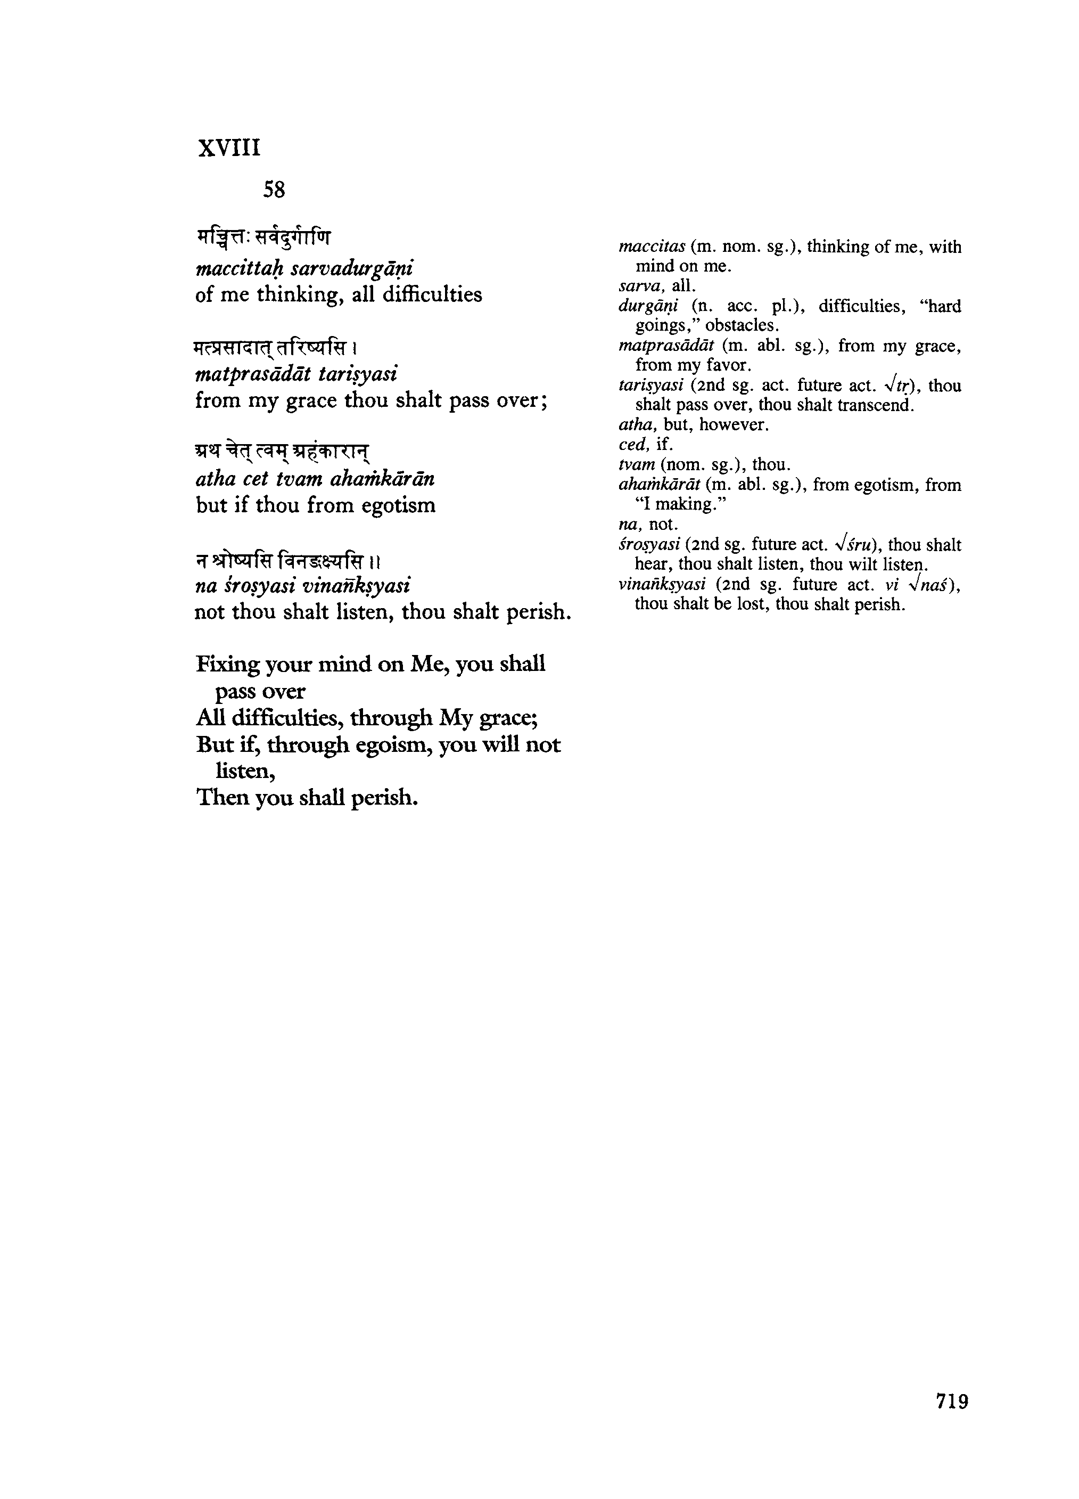 XVIII
58
मच्चित्तः सर्वदुर्गाणि
maccittaḥ sarvadurgāṇi
of me thinking, all difficulties
मत्प्रसादात् तरिष्यसि ।
matprasādāt tariṣyasi
from my grace thou shalt pass over;
अथ चेत् त्वम् अहंकारान्
atha cet tvam ahaṁkārān
but if thou from egotism
न श्रोष्यसि विनङ्क्ष्यसि ॥
na śroṣyasi vinan̄kṣyasi
not thou shalt listen, thou shalt perish.
Fixing your mind on Me, you shall
pass over
All difficulties, through My grace;
But if, through egoism, you will not
listen,
Then you shall perish.
maccitas (m. nom. sg.), thinking of me, with
mind on me.
sarva, all.
durgāṇi (n. acc. pl.), difficulties, “hard
goings,” obstacles.
matprasādāt (m. abl. sg.), from my grace,
from my favor.
tariṣyasi (2nd sg. act. future act. √tṛ), thou
shalt pass over, thou shalt transcend.
atha, but, however.
ced, if.
tvam (nom. sg.), thou.
ahaṁkārāt (m. abl. sg.), from egotism, from
“I making.”
na, not.
śroṣyasi (2nd sg. future act. √śru), thou shalt
hear, thou shalt listen, thou wilt listen.
vinan̄kṣyasi (2nd sg. future act. vi √naś),
thou shalt be lost, thou shalt perish.
719